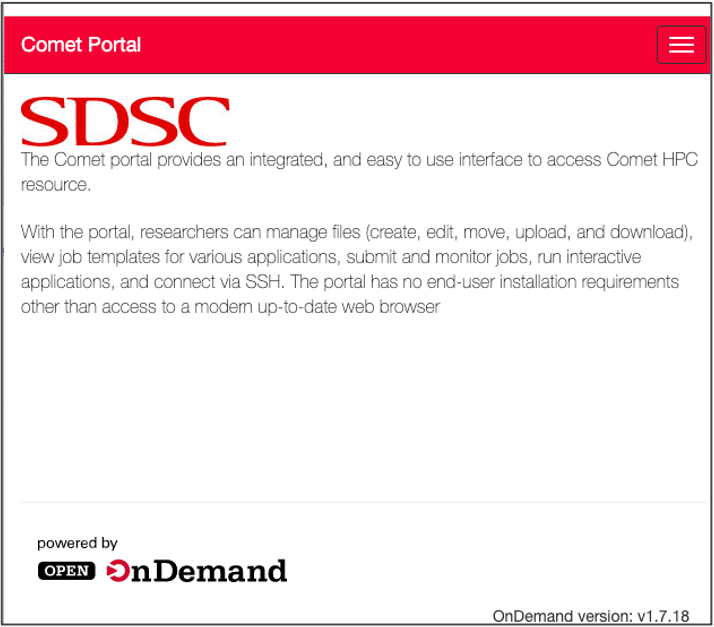 Comet Portal
SDSC
The Comet portal provides an integrated, and easy to use interface to access Comet HPC
resource.
With the portal, researchers can manage files (create, edit, move, upload, and download),
view job templates for various applications, submit and monitor jobs, run interactive
applications, and connect via SSH. The portal has no end-user installation requirements
other than access to a modern up-to-date web browser
powered by
OPEN OnDemand
OnDemand version: v1.7.18